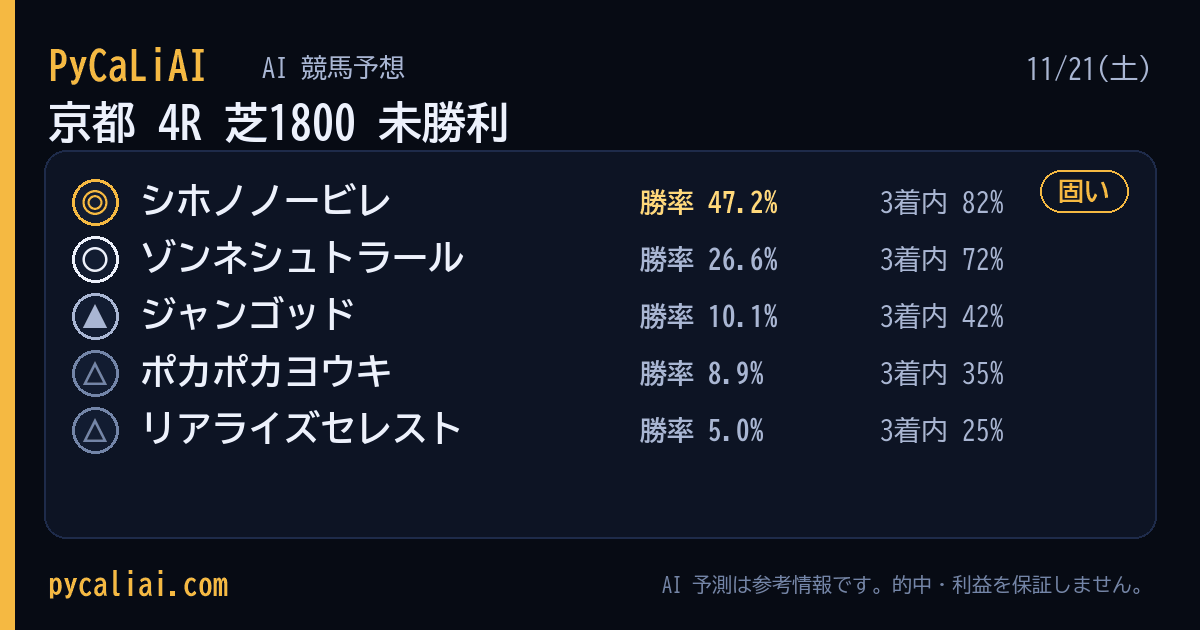 PyCaLiAI AI 競馬予想 11/21(土)
京都 4R 芝1800 未勝利
◎ シホノノービレ 勝率 47.2% 3着内 82% 固い
○ ゾンネシュトラール 勝率 26.6% 3着内 72%
▲ ジャンゴッド 勝率 10.1% 3着内 42%
△ ポカポカヨウキ 勝率 8.9% 3着内 35%
△ リアライズセレスト 勝率 5.0% 3着内 25%
pycaliai.com AI 予測は参考情報です。的中・利益を保証しません。